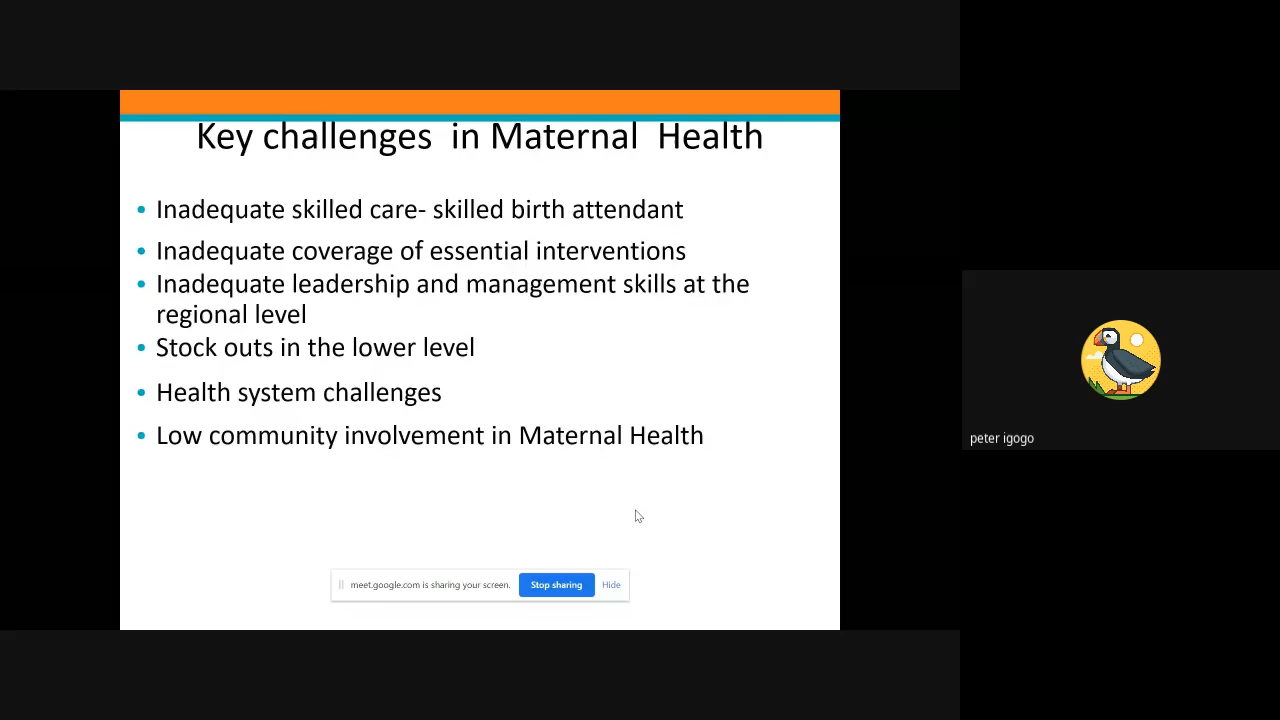 Key challenges in Maternal Health
• Inadequate skilled care- skilled birth attendant
• Inadequate coverage of essential interventions
• Inadequate leadership and management skills at the
regional level
• Stock outs in the lower level
• Health system challenges
• Low community involvement in Maternal Health
meet.google.com is sharing your screen. Stop sharing Hide
peter igogo